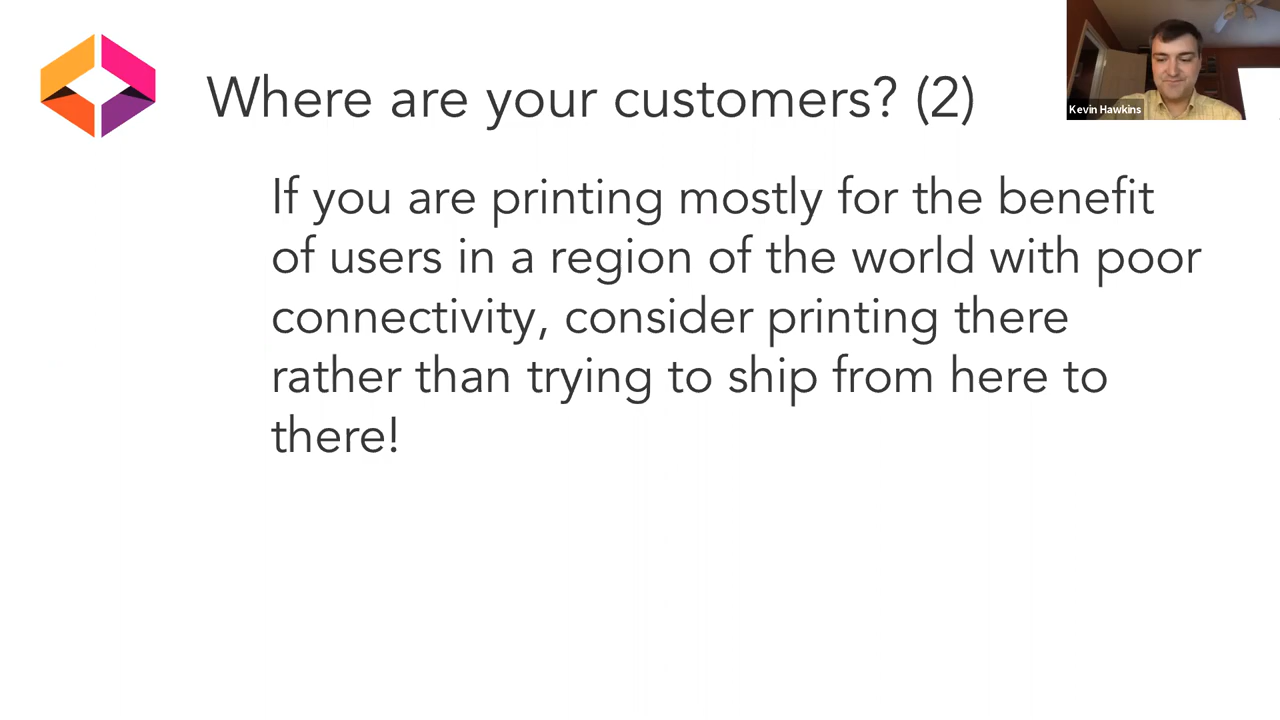 Where are your customers? (2)
Kevin Hawkins
If you are printing mostly for the benefit
of users in a region of the world with poor
connectivity, consider printing there
rather than trying to ship from here to
there!